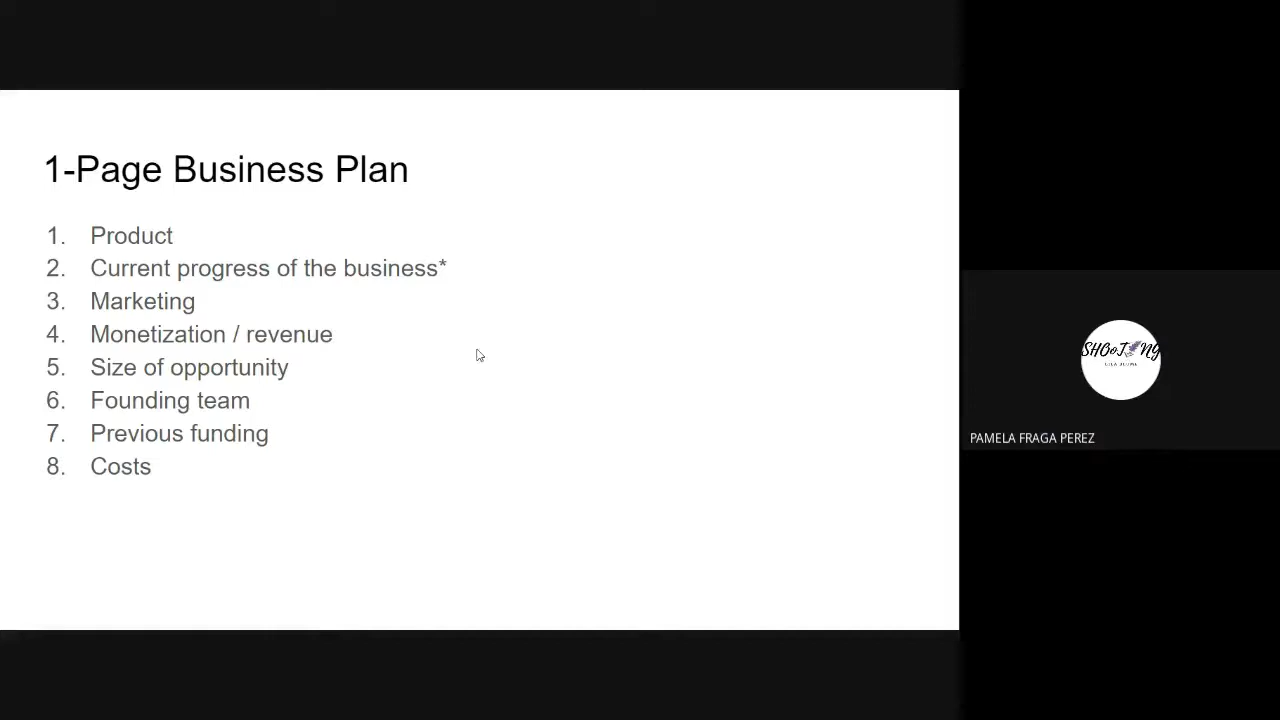 1-Page Business Plan
1. Product
2. Current progress of the business*
3. Marketing
4. Monetization / revenue
5. Size of opportunity
6. Founding team
7. Previous funding
8. Costs
PAMELA FRAGA PEREZ